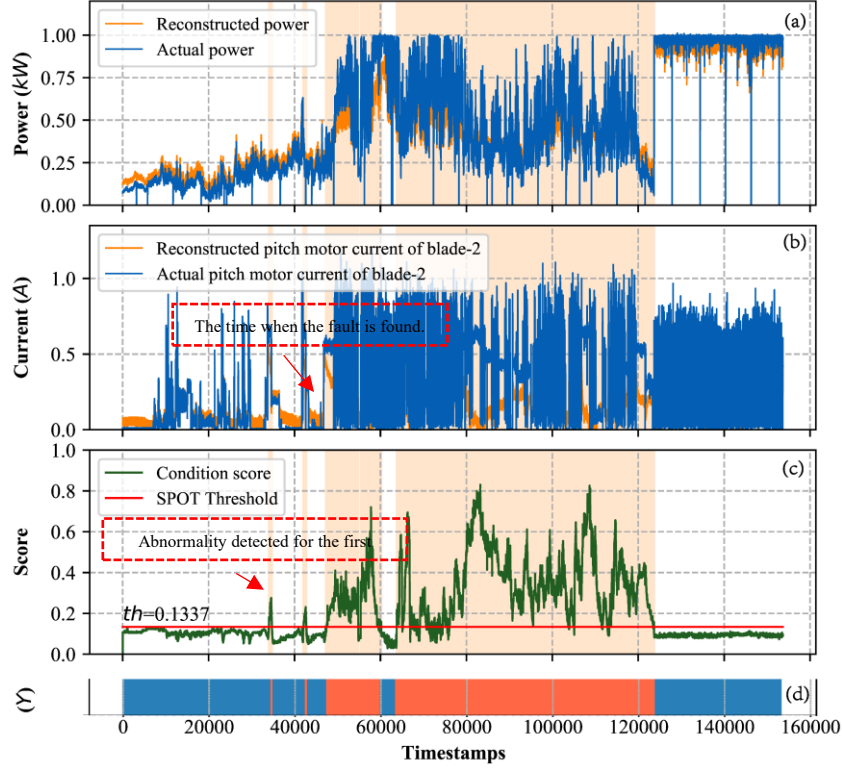 (a)
Reconstructed power
Actual power
1.00
0.75
0.50
0.25
0.00
Power (kW)
(b)
Reconstructed pitch motor current of blade-2
Actual pitch motor current of blade-2
1.0
The time when the fault is found.
0.5
0.0
Current (A)
(c)
Condition score
SPOT Threshold
1.0
0.8
0.6
Abnormality detected for the first
0.4
0.2
th=0.1337
0.0
Score
(d)
(Y)
0 20000 40000 60000 80000 100000 120000 140000 160000
Timestamps